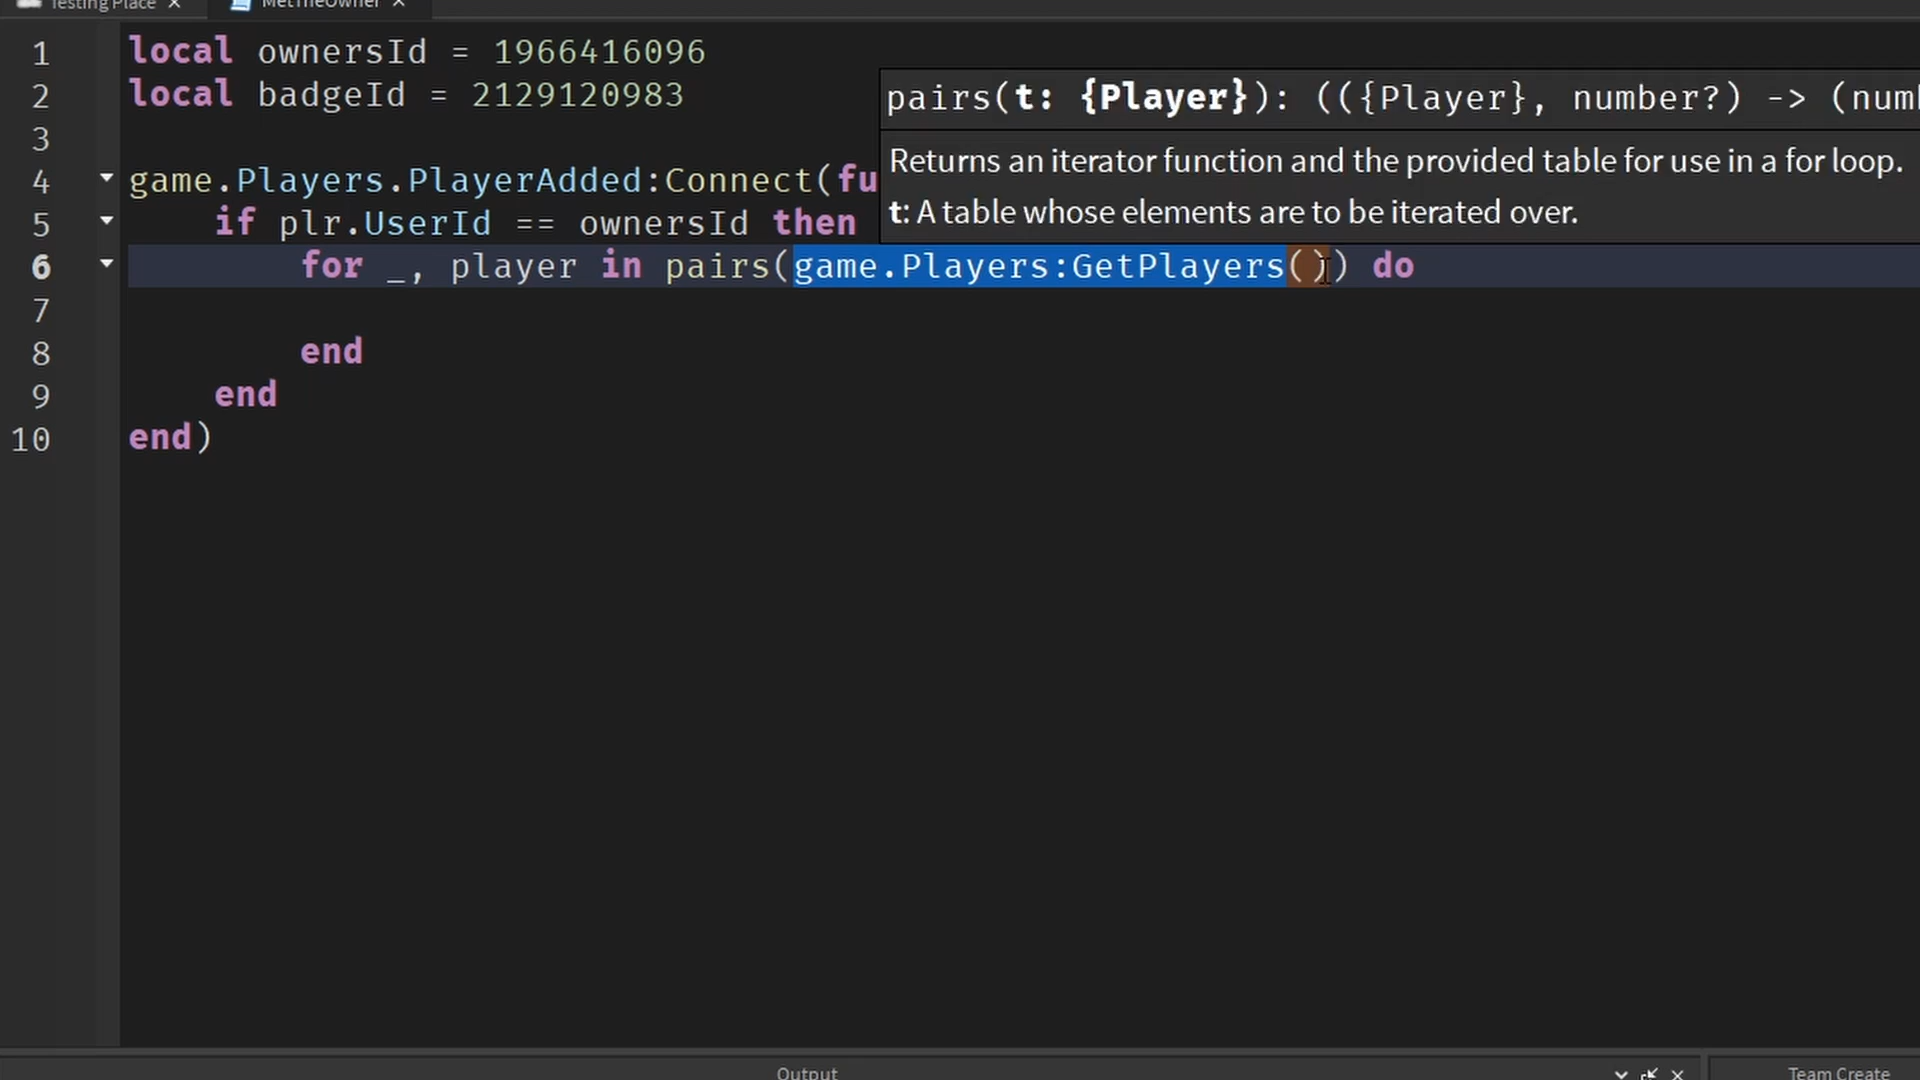 Testing Place × MetTheOwner ×
1 local ownersId = 1966416096
2 local badgeId = 2129120983
pairs(t: {Player}): (({Player}, number?) -> (num
3
Returns an iterator function and the provided table for use in a for loop.
4 game.Players.PlayerAdded:Connect(fu
t: A table whose elements are to be iterated over.
5 if plr.UserId == ownersId then
6 for _, player in pairs(game.Players:GetPlayers()) do
7
8 end
9 end
10 end)
Output
Team Create